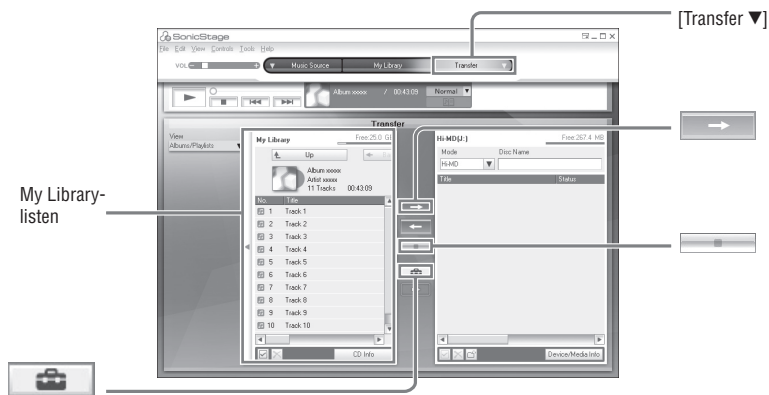 [Transfer ▼]
SonicStage
File Edit View Controls Tools Help
VOL
Music Source My Library Transfer
Album xxxxx / 00:43:09 Normal
Transfer
View
Albums/Playlists
My Library Free:25.0 G
Up
Album xxxxx
Artist xxxxx
11 Tracks 00:43:09
No. Title
1 Track 1
2 Track 2
3 Track 3
4 Track 4
5 Track 5
6 Track 6
7 Track 7
8 Track 8
9 Track 9
10 Track 10
CD Info
Hi-MD(J:) Free:267.4 MB
Mode Disc Name
Hi-MD
Title Status
Device/Media Info
My Library-
listen